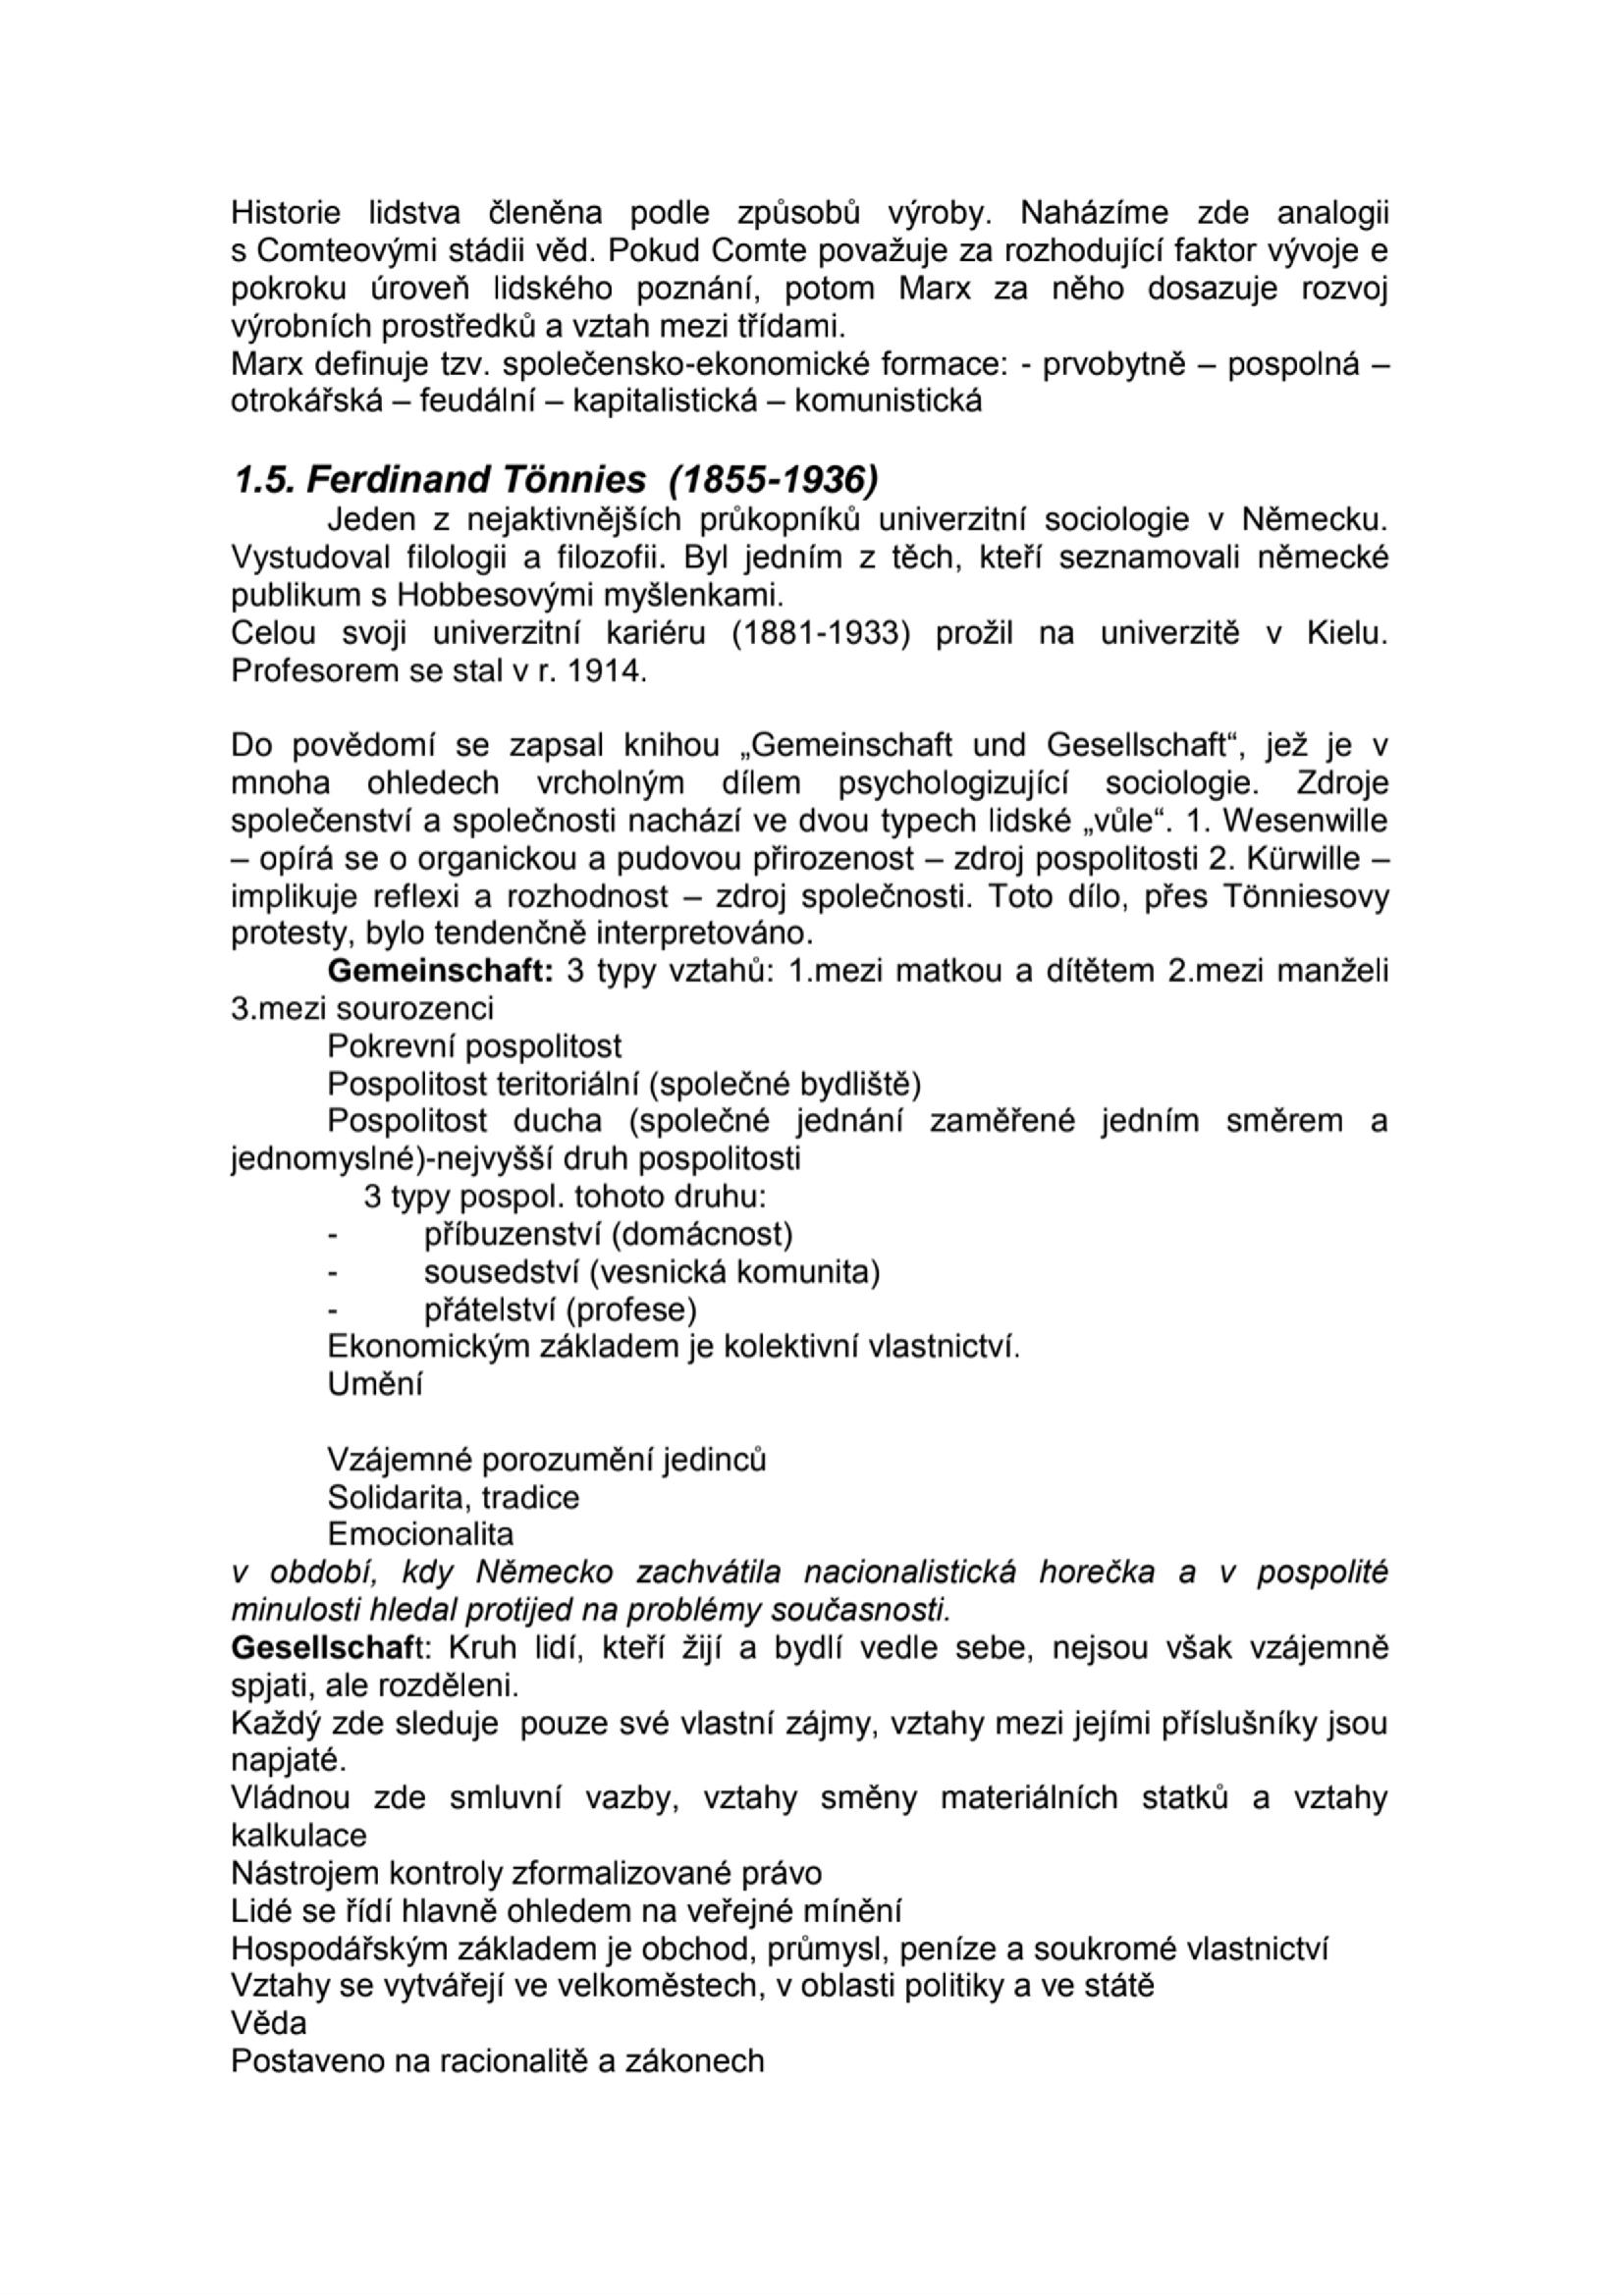 Historie lidstva členěna podle způsobů výroby. Naházíme zde analogii
s Comteovými stádii věd. Pokud Comte považuje za rozhodující faktor vývoje e
pokroku úroveň lidského poznání, potom Marx za něho dosazuje rozvoj
výrobních prostředků a vztah mezi třídami.
Marx definuje tzv. společensko-ekonomické formace: - prvobytně – pospolná –
otrokářská – feudální – kapitalistická – komunistická
1.5. Ferdinand Tönnies (1855-1936)
Jeden z nejaktivnějších průkopníků univerzitní sociologie v Německu.
Vystudoval filologii a filozofii. Byl jedním z těch, kteří seznamovali německé
publikum s Hobbesovými myšlenkami.
Celou svoji univerzitní kariéru (1881-1933) prožil na univerzitě v Kielu.
Profesorem se stal v r. 1914.
Do povědomí se zapsal knihou „Gemeinschaft und Gesellschaft“, jež je v
mnoha ohledech vrcholným dílem psychologizující sociologie. Zdroje
společenství a společnosti nachází ve dvou typech lidské „vůle“. 1. Wesenwille
– opírá se o organickou a pudovou přirozenost – zdroj pospolitosti 2. Kürwille –
implikuje reflexi a rozhodnost – zdroj společnosti. Toto dílo, přes Tönniesovy
protesty, bylo tendenčně interpretováno.
Gemeinschaft: 3 typy vztahů: 1.mezi matkou a dítětem 2.mezi manželi
3.mezi sourozenci
Pokrevní pospolitost
Pospolitost teritoriální (společné bydliště)
Pospolitost ducha (společné jednání zaměřené jedním směrem a
jednomyslné)-nejvyšší druh pospolitosti
3 typy pospol. tohoto druhu:
- příbuzenství (domácnost)
- sousedství (vesnická komunita)
- přátelství (profese)
Ekonomickým základem je kolektivní vlastnictví.
Umění
Vzájemné porozumění jedinců
Solidarita, tradice
Emocionalita
v období, kdy Německo zachvátila nacionalistická horečka a v pospolité
minulosti hledal protijed na problémy současnosti.
Gesellschaft: Kruh lidí, kteří žijí a bydlí vedle sebe, nejsou však vzájemně
spjati, ale rozděleni.
Každý zde sleduje pouze své vlastní zájmy, vztahy mezi jejími příslušníky jsou
napjaté.
Vládnou zde smluvní vazby, vztahy směny materiálních statků a vztahy
kalkulace
Nástrojem kontroly zformalizované právo
Lidé se řídí hlavně ohledem na veřejné mínění
Hospodářským základem je obchod, průmysl, peníze a soukromé vlastnictví
Vztahy se vytvářejí ve velkoměstech, v oblasti politiky a ve státě
Věda
Postaveno na racionalitě a zákonech